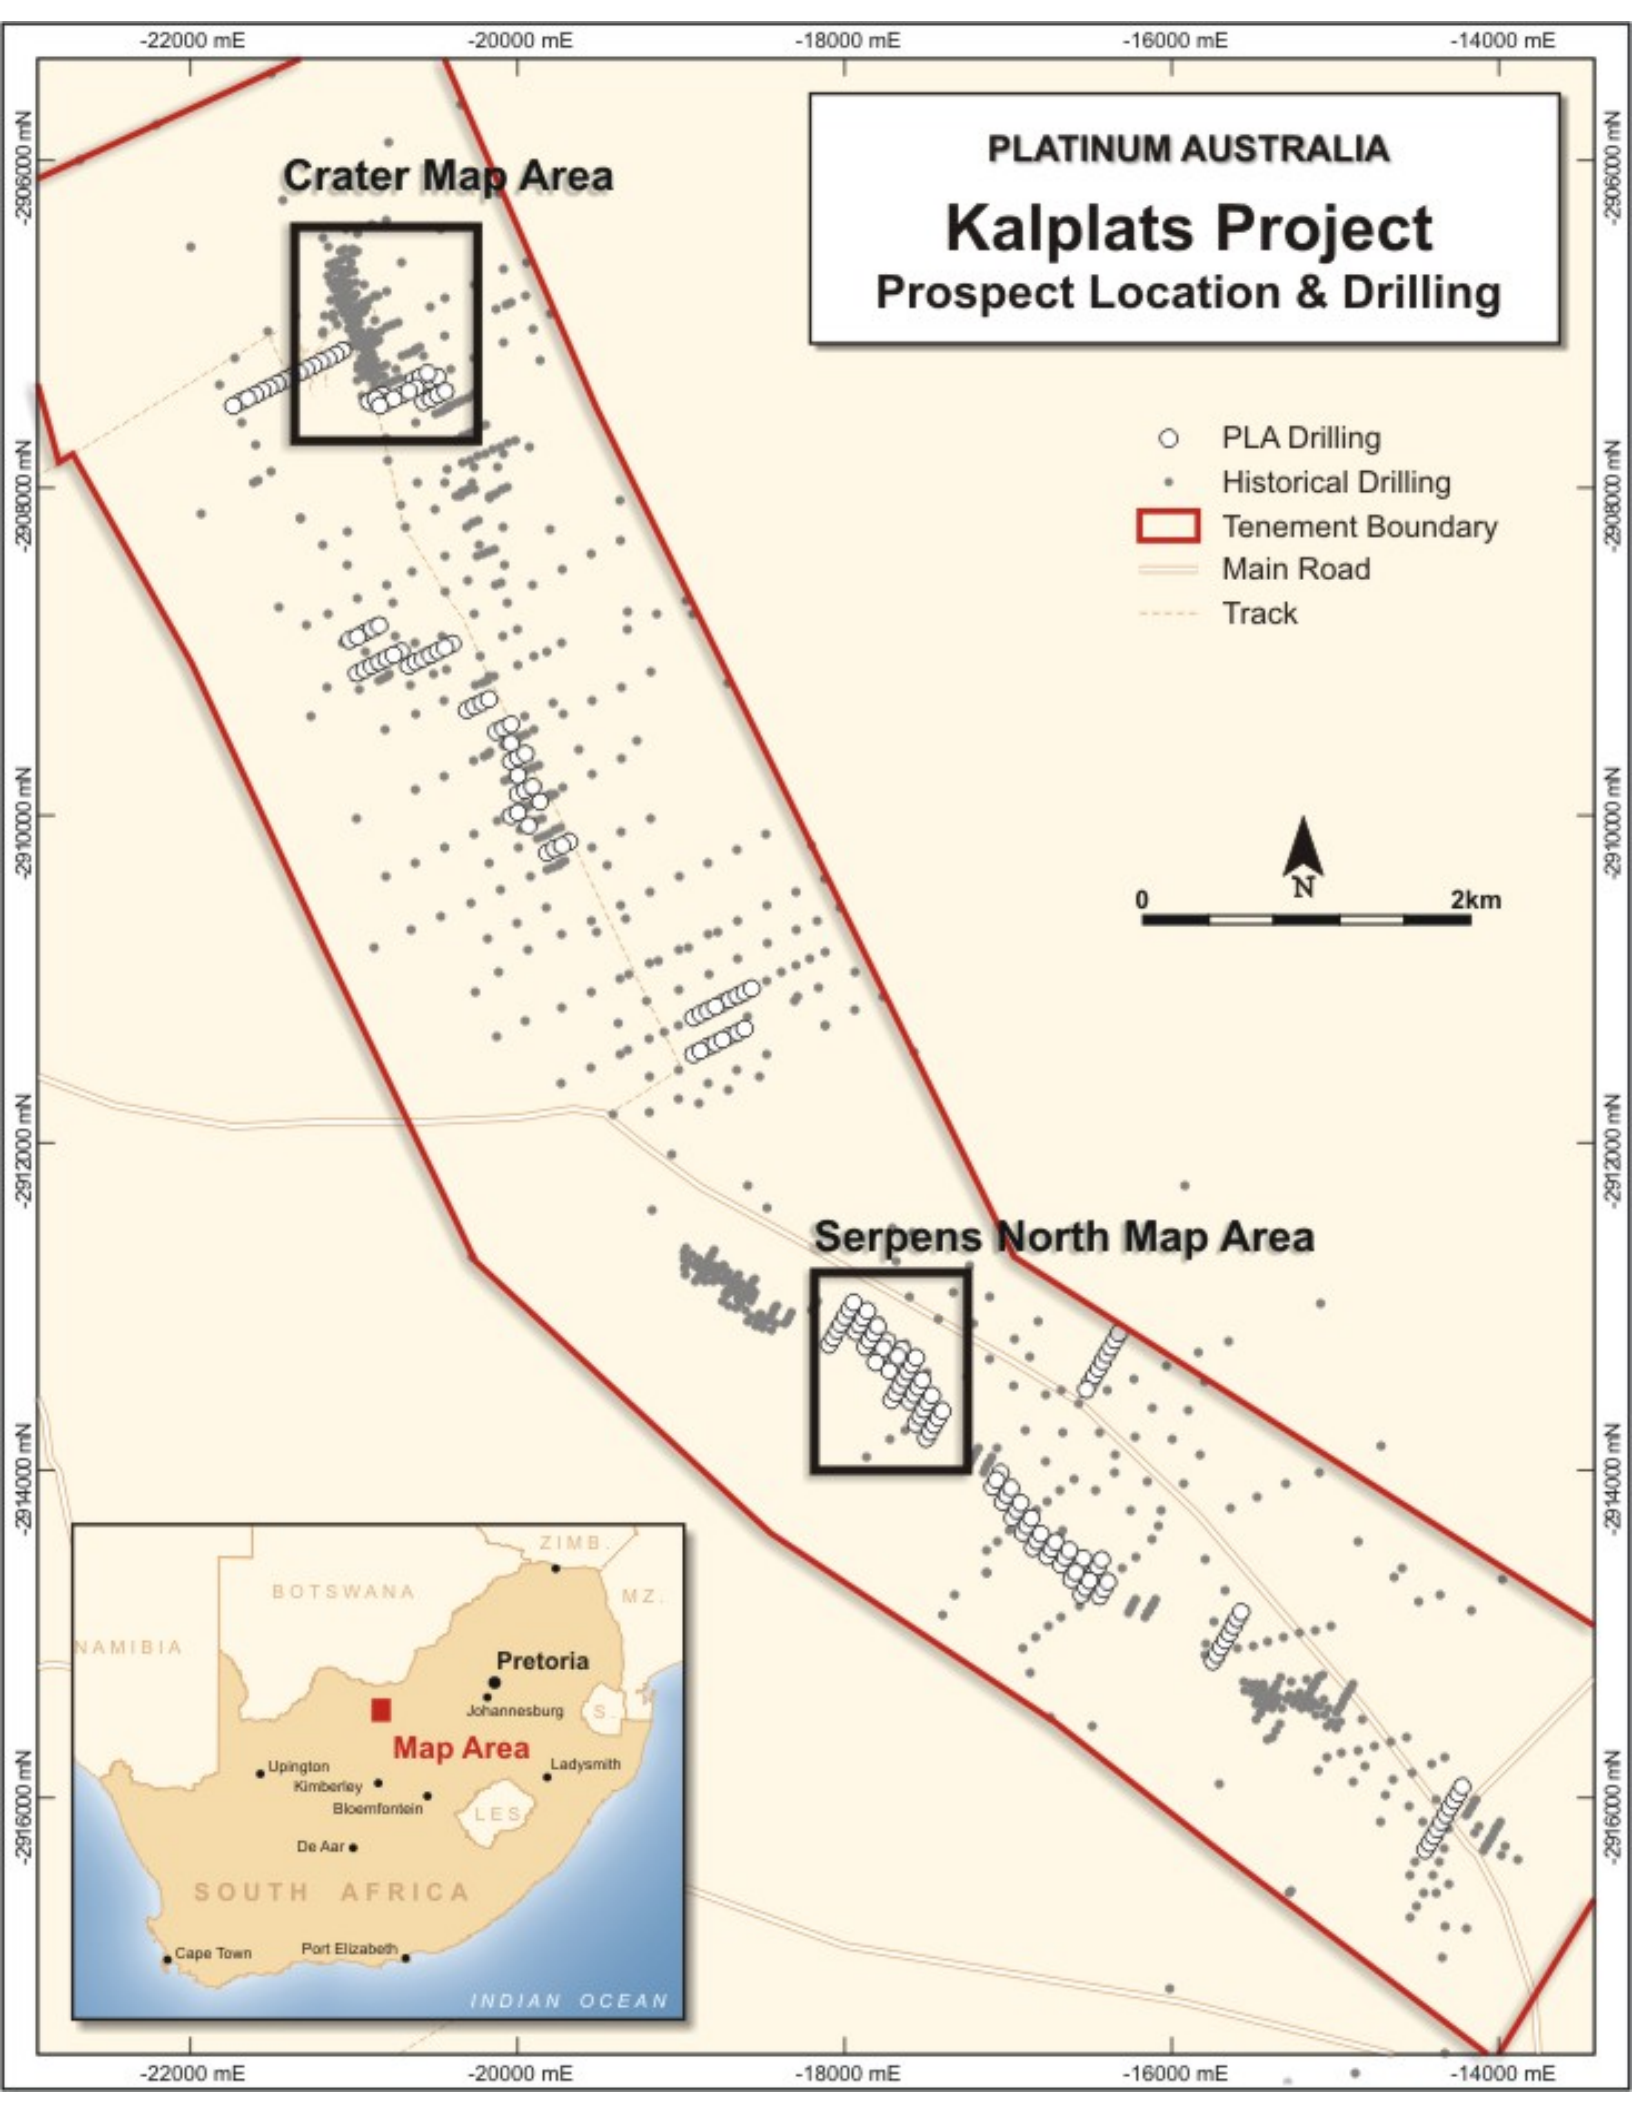 -22000 mE
-20000 mE
-18000 mE
-16000 mE
-14000 mE
PLATINUM AUSTRALIA
Kalplats Project
Prospect Location & Drilling
Crater Map Area
PLA Drilling
Historical Drilling
Tenement Boundary
Main Road
Track
N
0
2km
Serpens North Map Area
-2906000 mN
-2908000 mN
-2910000 mN
-2912000 mN
-2914000 mN
-2916000 mN
-2906000 mN
-2908000 mN
-2910000 mN
-2912000 mN
-2914000 mN
-2916000 mN
ZIMB.
BOTSWANA
MZ.
NAMIBIA
Pretoria
Johannesburg
S.
Map Area
Upington
Ladysmith
Kimberley
Bloemfontein
LES
De Aar
SOUTH AFRICA
Cape Town
Port Elizabeth
INDIAN OCEAN
-22000 mE
-20000 mE
-18000 mE
-16000 mE
-14000 mE